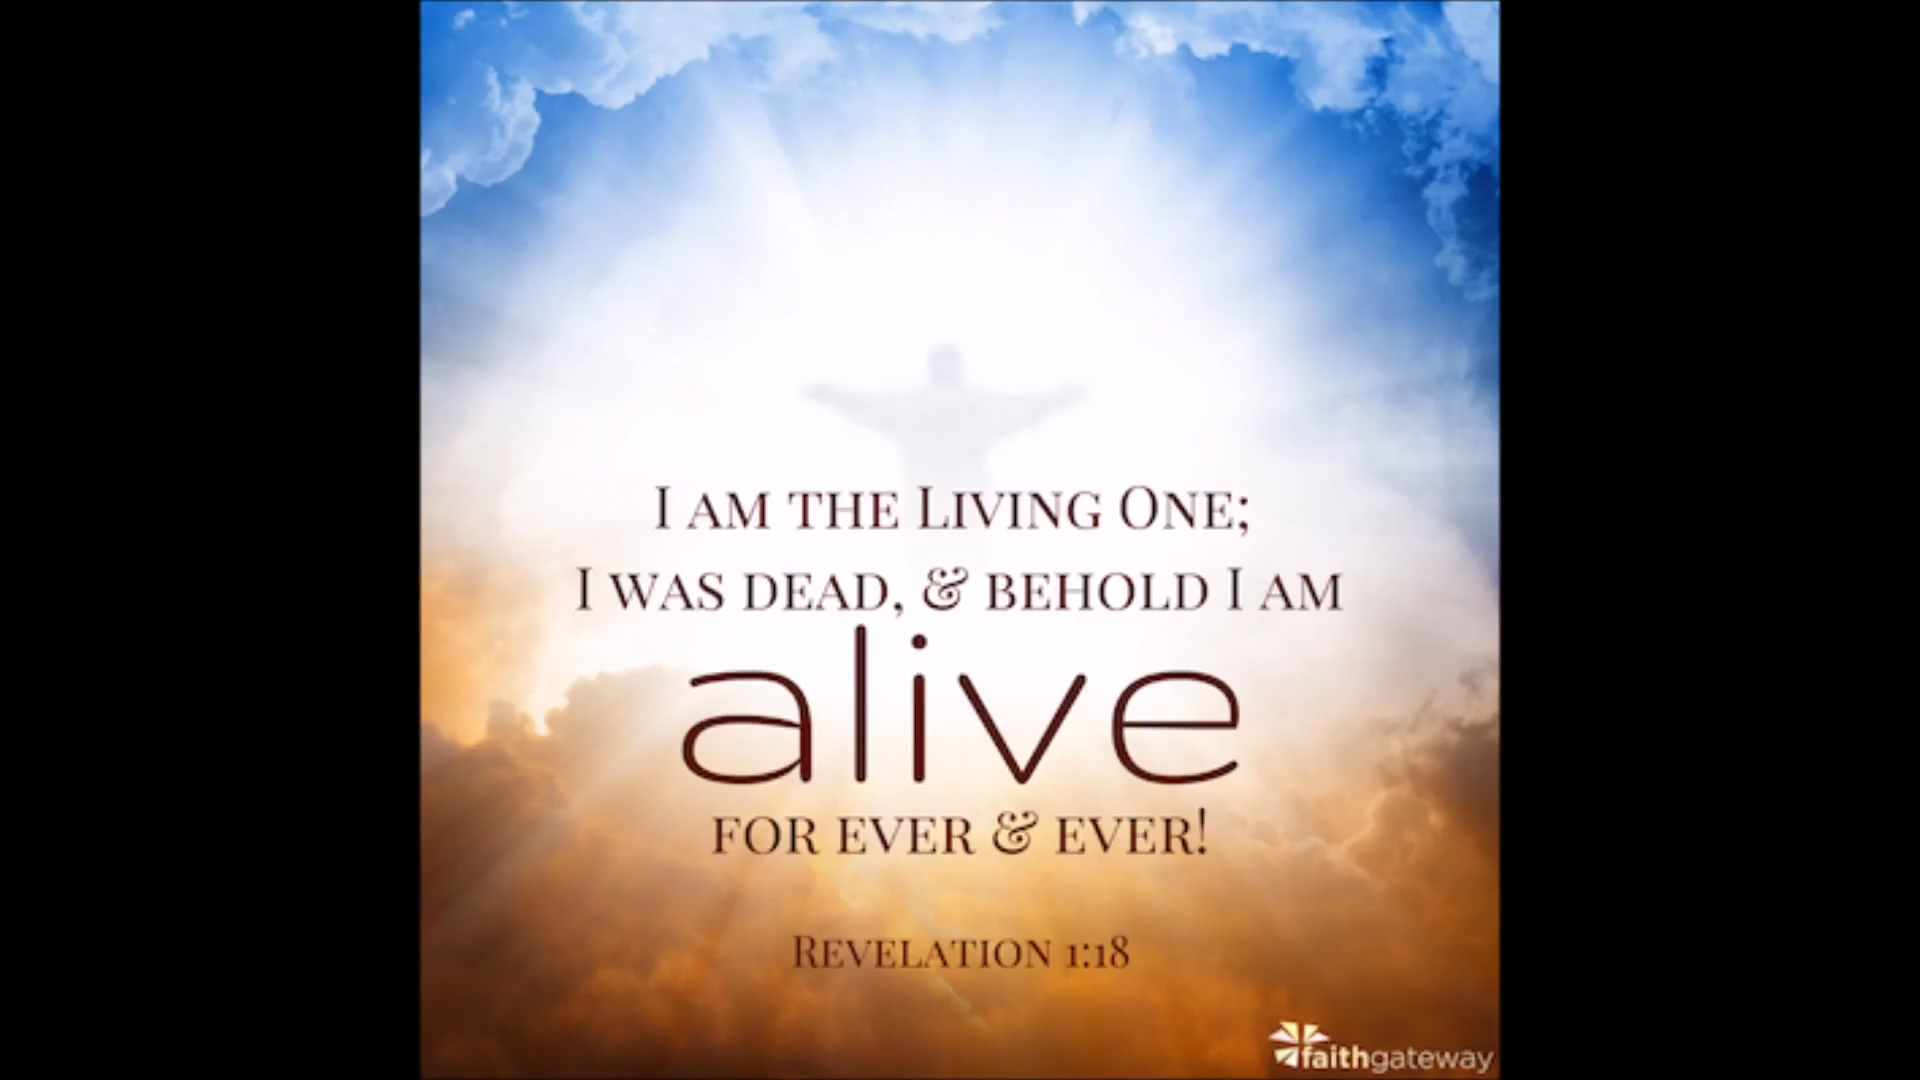 I am the Living One;
I was dead, & behold I am
alive
for ever & ever!
Revelation 1:18
faithgateway